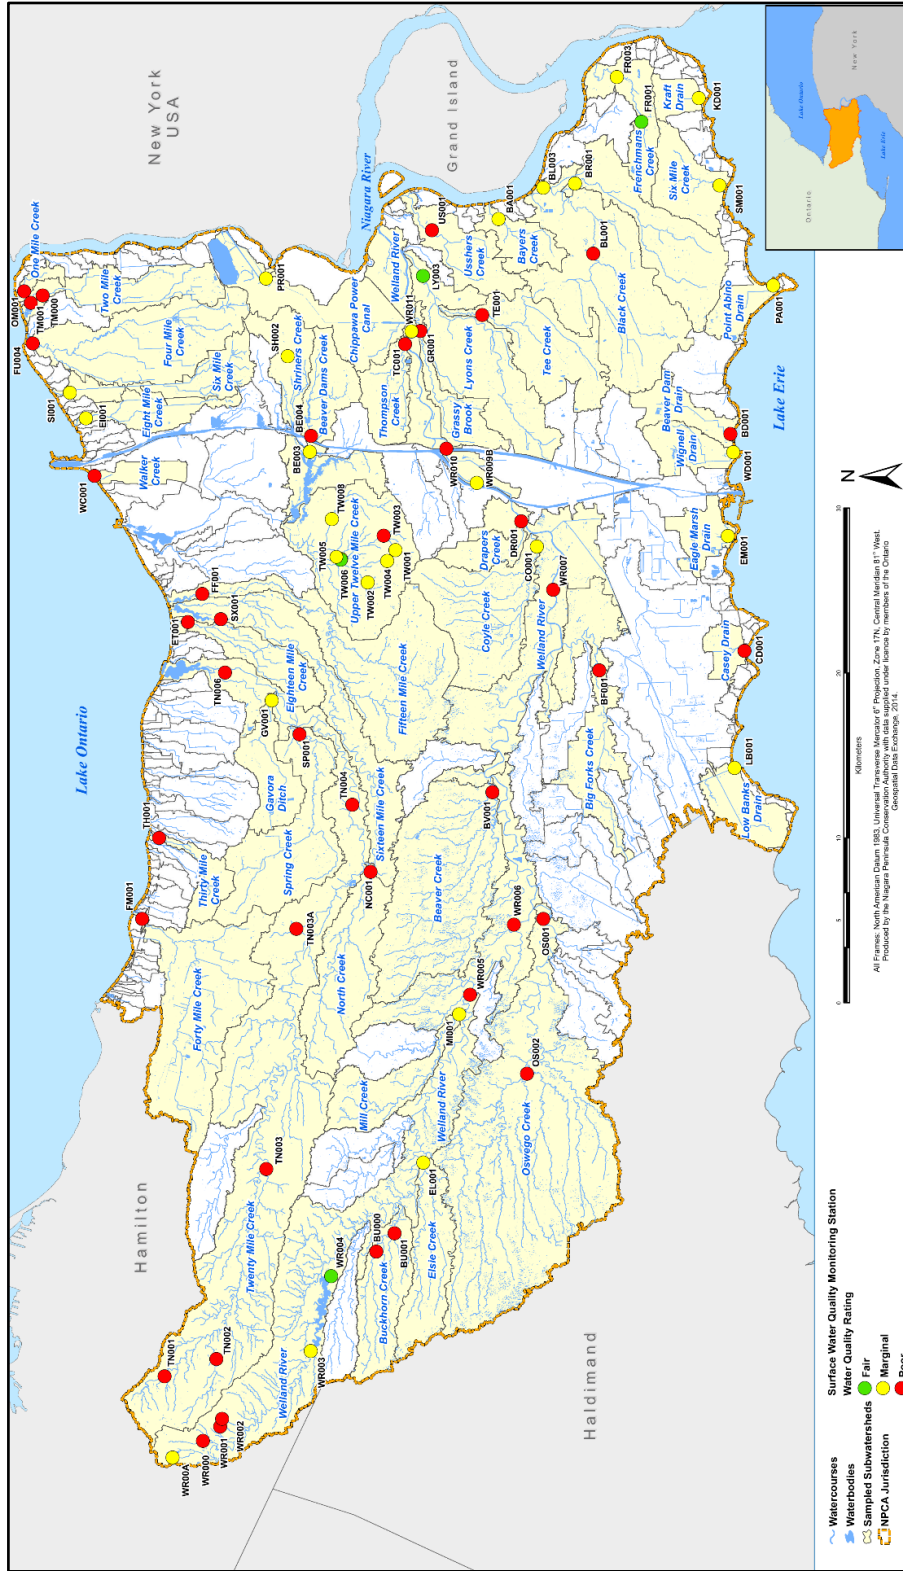 New York
USA
Grand Island
Niagara River
Lake Ontario
Lake Erie
Hamilton
Haldimand
One Mile Creek
Two Mile
Creek
Four Mile
Creek
Six Mile
Creek
Eight Mile
Creek
Walker
Creek
Shriners Creek
Beaver Dams Creek
Chippawa Power
Canal
Welland River
Thompson
Creek
Usshers
Creek
Bayers
Creek
Lyons Creek
Tee Creek
Black Creek
Grassy
Brook
Frenchmans
Creek
Kraft
Drain
Six Mile
Creek
Point Abino
Drain
Beaver Dam
Drain
Wignell
Drain
Eagle Marsh
Drain
Casey Drain
Low Banks
Drain
Drapers
Creek
Coyle Creek
Welland River
Big Forks Creek
Upper Twelve Mile Creek
Fifteen Mile Creek
Eighteen Mile
Creek
Gavora
Ditch
Spring Creek
Sixteen Mile Creek
Thirty Mile
Creek
Forty Mile Creek
North Creek
Beaver Creek
Mill Creek
Welland River
Oswego Creek
Elsie Creek
Buckhorn Creek
Twenty Mile Creek
Welland River
OM001
TM001
TM000
FU004
SI001
EI001
WC001
PR001
SH002
BE004
BE003
WR011
TC001
GR001
LY003
US001
BA001
BL003
BR001
FR003
FR001
KD001
SM001
BL001
TE001
PA001
BD001
WD001
EM001
CD001
LB001
WR010
WR009B
DR001
CO001
WR007
BF001
TW008
TW005
TW006
TW003
TW001
TW004
TW002
FF001
SX001
ET001
TN006
GV001
SP001
TN004
NC001
BV001
TH001
FM001
TN003A
WR006
OS001
WR005
MI001
OS002
EL001
TN003
BU000
BU001
WR004
WR003
TN001
TN002
WR00A
WR000
WR001
WR002
Ontario
New York
Lake Ontario
Lake Erie
N
0 5 10 20 30
Kilometers
All Frames: North American Datum 1983, Universal Transverse Mercator 6° Projection, Zone 17N, Central Meridian 81° West.
Produced by the Niagara Peninsula Conservation Authority with data supplied under licence by members of the Ontario
Geospatial Data Exchange, 2014.
Watercourses
Waterbodies
Sampled Subwatersheds
NPCA Jurisdiction
Surface Water Quality Monitoring Station
Water Quality Rating
Fair
Marginal
Poor